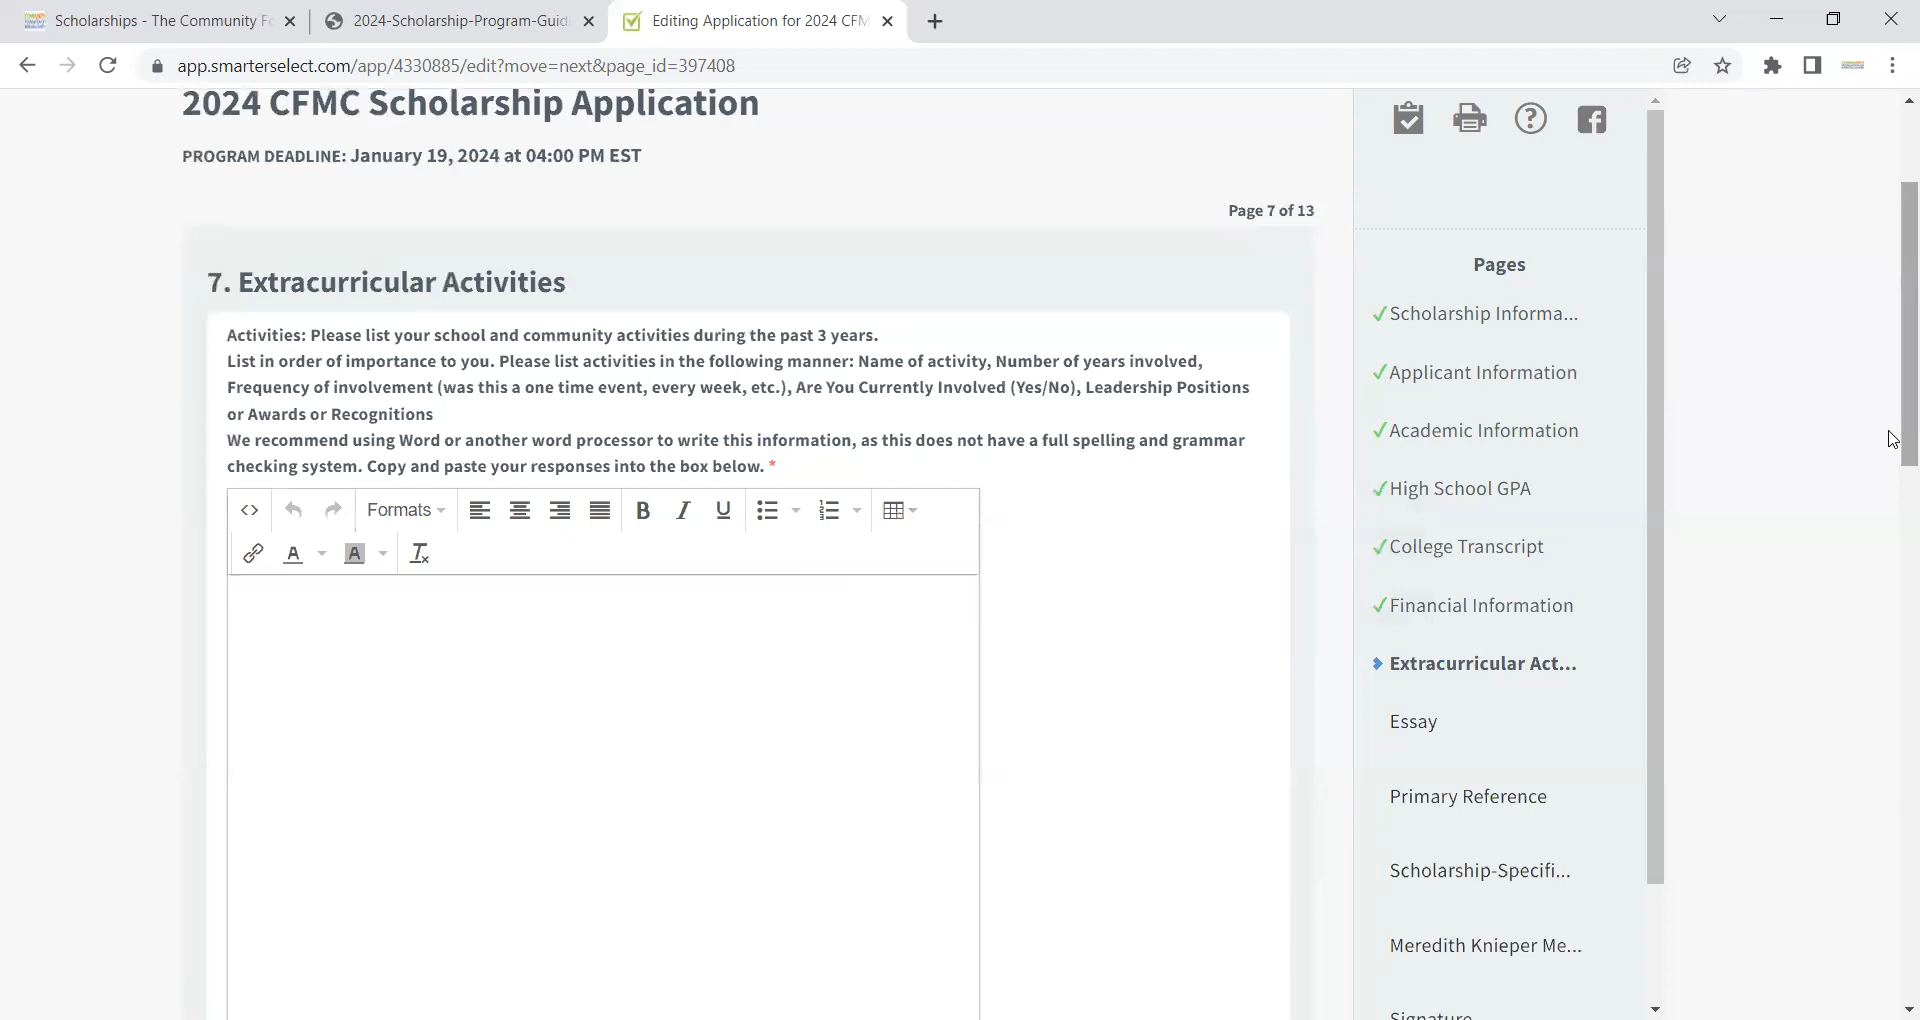 Scholarships - The Community F
2024-Scholarship-Program-Guid
Editing Application for 2024 CFM
app.smarterselect.com/app/4330885/edit?move=next&page_id=397408
2024 CFMC Scholarship Application
PROGRAM DEADLINE: January 19, 2024 at 04:00 PM EST
Page 7 of 13
7. Extracurricular Activities
Activities: Please list your school and community activities during the past 3 years.
List in order of importance to you. Please list activities in the following manner: Name of activity, Number of years involved,
Frequency of involvement (was this a one time event, every week, etc.), Are You Currently Involved (Yes/No), Leadership Positions
or Awards or Recognitions
We recommend using Word or another word processor to write this information, as this does not have a full spelling and grammar
checking system. Copy and paste your responses into the box below. *
Formats
B I U
A A
Pages
Scholarship Informa...
Applicant Information
Academic Information
High School GPA
College Transcript
Financial Information
Extracurricular Act...
Essay
Primary Reference
Scholarship-Specifi...
Meredith Knieper Me...
Signature